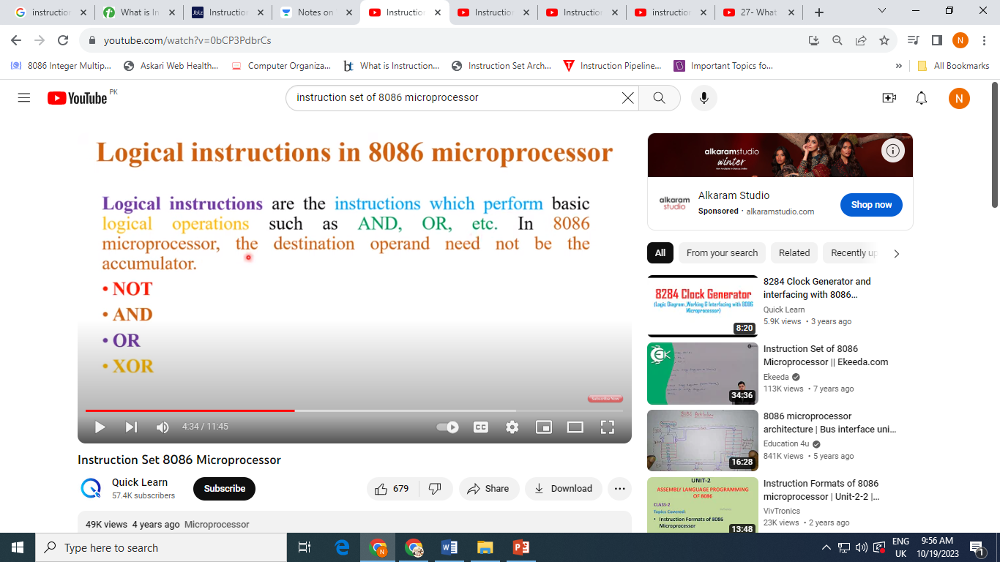 instruction
What is In
Instruction
Notes on
Instruction
Instruction
Instruction
instruction
27- What
youtube.com/watch?v=0bCP3PdbrCs
N
8086 Integer Multip...
Askari Web Health...
Computer Organiza...
What is Instruction...
Instruction Set Arch...
Instruction Pipeline...
Important Topics fo...
All Bookmarks
YouTube PK
instruction set of 8086 microprocessor
N
Logical instructions in 8086 microprocessor
Logical instructions are the instructions which perform basic
logical operations such as AND, OR, etc. In 8086
microprocessor, the destination operand need not be the
accumulator.
• NOT
• AND
• OR
• XOR
Subscribe Now
4:34 / 11:45
CC
Instruction Set 8086 Microprocessor
Quick Learn
57.4K subscribers
Subscribe
679
Share
Download
49K views 4 years ago Microprocessor
alkaramstudio
winter
alkaram
studio
Alkaram Studio
Sponsored · alkaramstudio.com
Shop now
All
From your search
Related
Recently up
8284 Clock Generator
(Logic Diagram ,Working & Interfacing with 8086
Microprocessor)
8:20
8284 Clock Generator and
interfacing with 8086...
Quick Learn
5.9K views • 3 years ago
34:36
Instruction Set of 8086
Microprocessor || Ekeeda.com
Ekeeda
113K views • 7 years ago
16:28
8086 microprocessor
architecture | Bus interface uni...
Education 4u
841K views • 5 years ago
UNIT-2
ASSEMBLY LANGUAGE PROGRAMMING
OF 8086
CLASS-2
Topics Covered:
• Instruction Formats of 8086
Microprocessor
13:48
Instruction Formats of 8086
microprocessor | Unit-2-2 |...
VivTronics
23K views • 2 years ago
Type here to search
ENG
UK
9:56 AM
10/19/2023
1